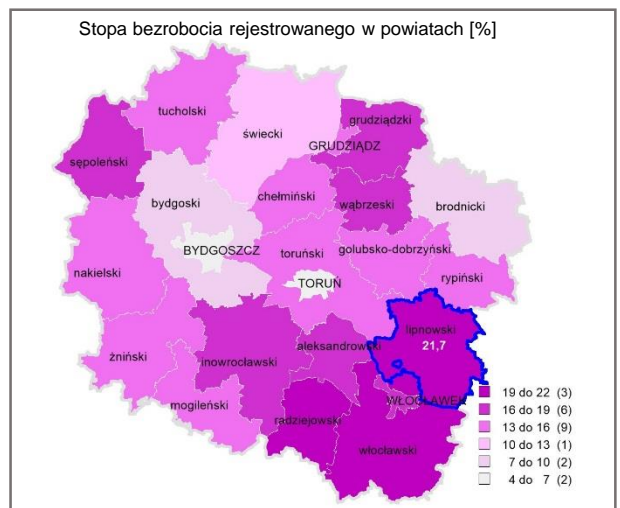 Stopa bezrobocia rejestrowanego w powiatach [%]
tucholski
grudziądzki
świecki
GRUDZIĄDZ
sępoleński
chełmiński
wąbrzeski
bydgoski
brodnicki
BYDGOSZCZ
toruński
golubsko-dobrzyński
nakielski
rypiński
TORUŃ
lipnowski
21,7
aleksandrowski
żniński
inowrocławski
WŁOCŁAWEK
mogileński
radziejowski
włocławski
19 do 22 (3)
16 do 19 (6)
13 do 16 (9)
10 do 13 (1)
7 do 10 (2)
4 do 7 (2)